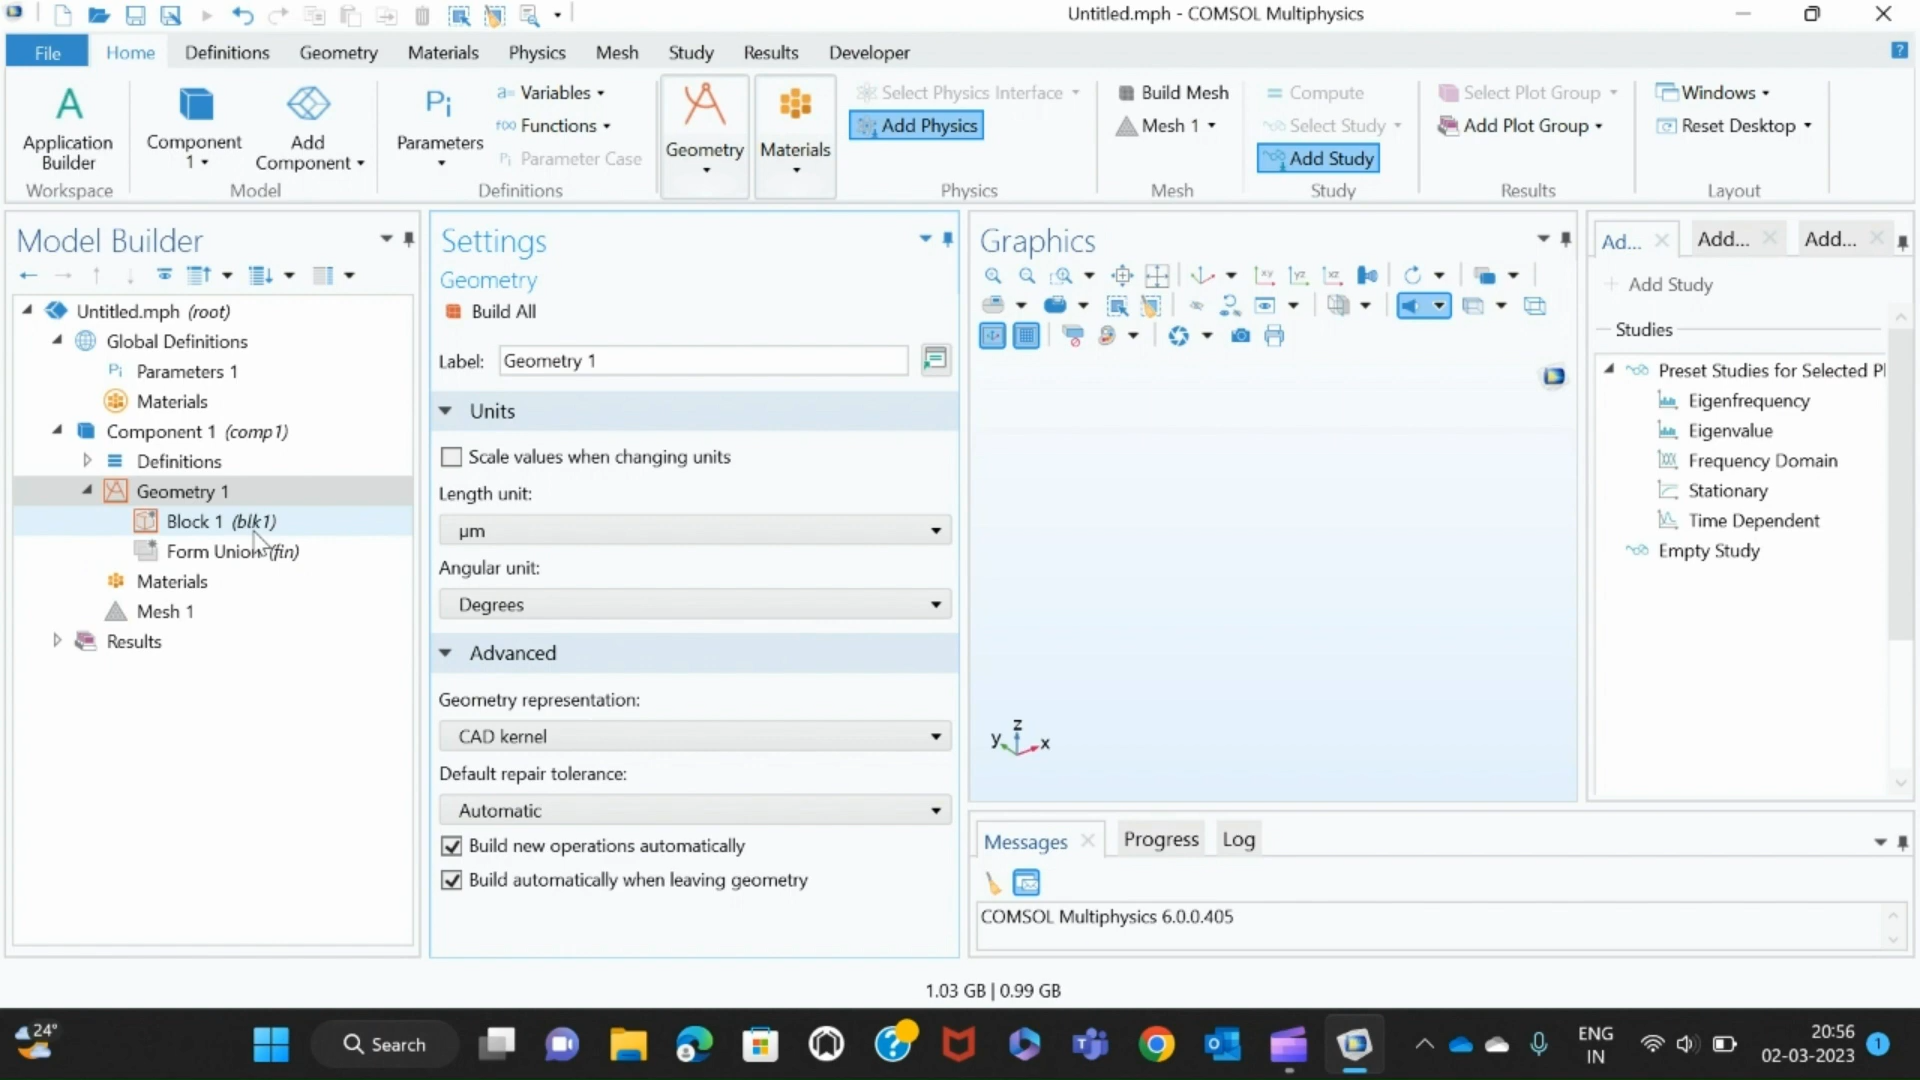 Untitled.mph - COMSOL Multiphysics
File Home Definitions Geometry Materials Physics Mesh Study Results Developer
Application Builder
Workspace
Component 1
Add Component
Model
Pi
Parameters
a= Variables
f(x) Functions
Pi Parameter Case
Definitions
Geometry
Materials
Select Physics Interface
Add Physics
Physics
Build Mesh
Mesh 1
Mesh
= Compute
Select Study
Add Study
Study
Select Plot Group
Add Plot Group
Results
Windows
Reset Desktop
Layout
Model Builder
Untitled.mph (root)
Global Definitions
Pi Parameters 1
Materials
Component 1 (comp1)
Definitions
Geometry 1
Block 1 (blk1)
Form Union (fin)
Materials
Mesh 1
Results
Settings
Geometry
Build All
Label: Geometry 1
Units
Scale values when changing units
Length unit:
µm
Angular unit:
Degrees
Advanced
Geometry representation:
CAD kernel
Default repair tolerance:
Automatic
Build new operations automatically
Build automatically when leaving geometry
Graphics
xy yz xz
z
y x
Messages Progress Log
COMSOL Multiphysics 6.0.0.405
Ad... Add... Add...
+ Add Study
Studies
Preset Studies for Selected Pl
Eigenfrequency
Eigenvalue
Frequency Domain
Stationary
Time Dependent
Empty Study
1.03 GB | 0.99 GB
24°
Search
ENG
IN
20:56
02-03-2023
1